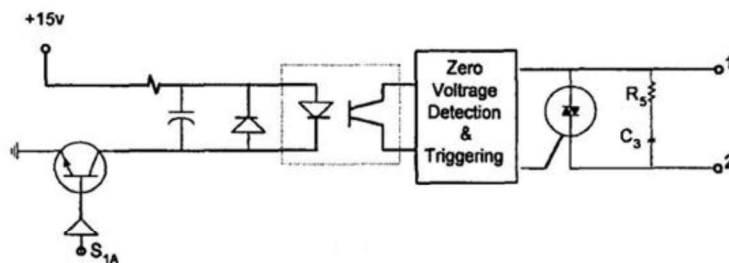 +15v
Zero
Voltage
Detection
&
Triggering
1
R5
C3
2
S1A